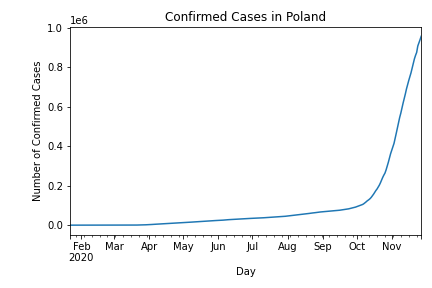 Confirmed Cases in Poland
1e6
1.0
0.8
0.6
0.4
0.2
0.0
Number of Confirmed Cases
Feb Mar Apr May Jun Jul Aug Sep Oct Nov
2020
Day